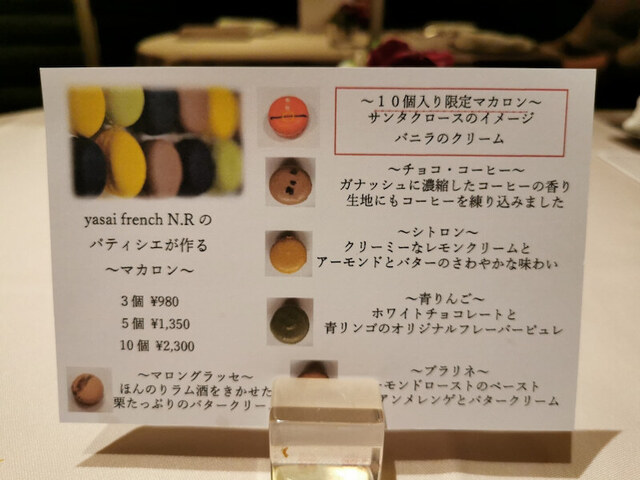 yasai french N.R の
パティシエが作る
～マカロン～
3個 ¥980
5個 ¥1,350
10個 ¥2,300
～１０個入り限定マカロン～
サンタクロースのイメージ
バニラのクリーム
～チョコ・コーヒー～
ガナッシュに濃縮したコーヒーの香り
生地にもコーヒーを練り込みました
～シトロン～
クリーミーなレモンクリームと
アーモンドとバターのさわやかな味わい
～青りんご～
ホワイトチョコレートと
青リンゴのオリジナルフレーバーピュレ
～マロングラッセ～
ほんのりラム酒をきかせた
栗たっぷりのバタークリー
～プラリネ～
ーモンドローストのペースト
アンメレンゲとバタークリーム